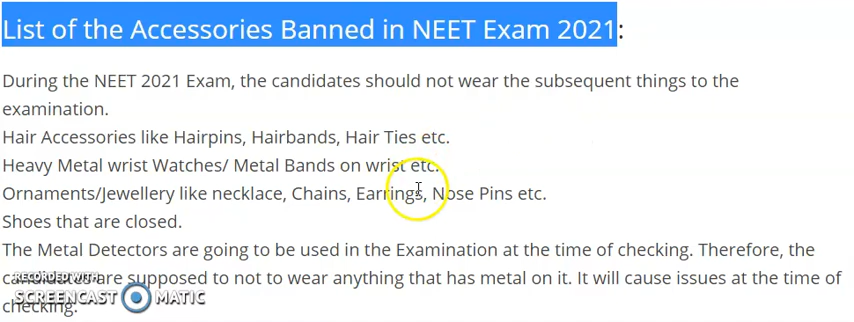 List of the Accessories Banned in NEET Exam 2021:
During the NEET 2021 Exam, the candidates should not wear the subsequent things to the
examination.
Hair Accessories like Hairpins, Hairbands, Hair Ties etc.
Heavy Metal wrist Watches/ Metal Bands on wrist etc.
Ornaments/Jewellery like necklace, Chains, Earrings, Nose Pins etc.
Shoes that are closed.
The Metal Detectors are going to be used in the Examination at the time of checking. Therefore, the
candidates are supposed to not to wear anything that has metal on it. It will cause issues at the time of
checking.
RECORDED WITH
SCREENCAST MATIC